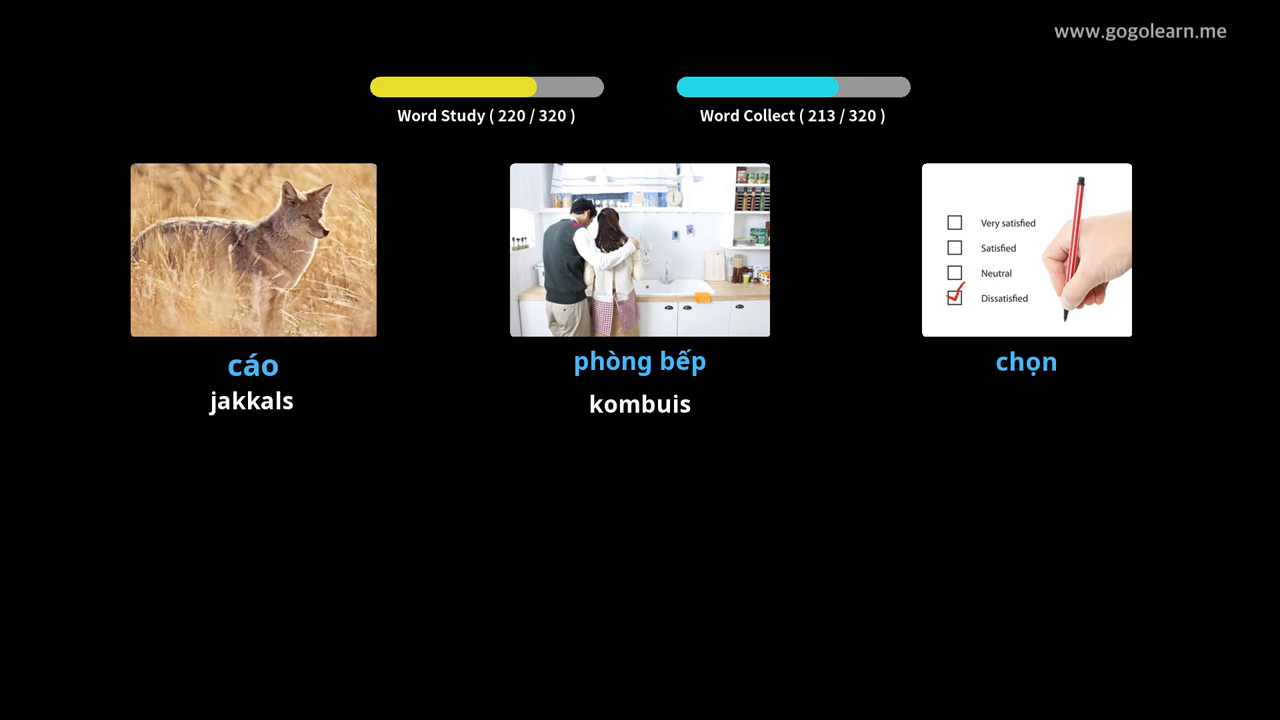 www.gogolearn.me
Word Study ( 220 / 320 )
Word Collect ( 213 / 320 )
Very satisfied
Satisfied
Neutral
Dissatisfied
cáo
jakkals
phòng bếp
kombuis
chọn